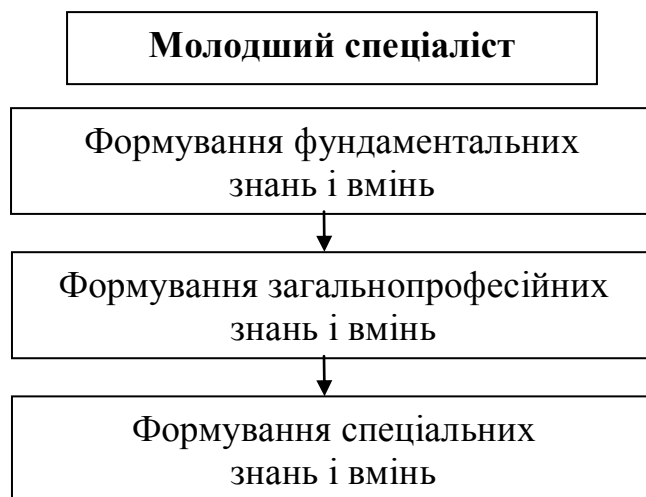 Молодший спеціаліст
Формування фундаментальних
знань і вмінь
Формування загальнопрофесійних
знань і вмінь
Формування спеціальних
знань і вмінь